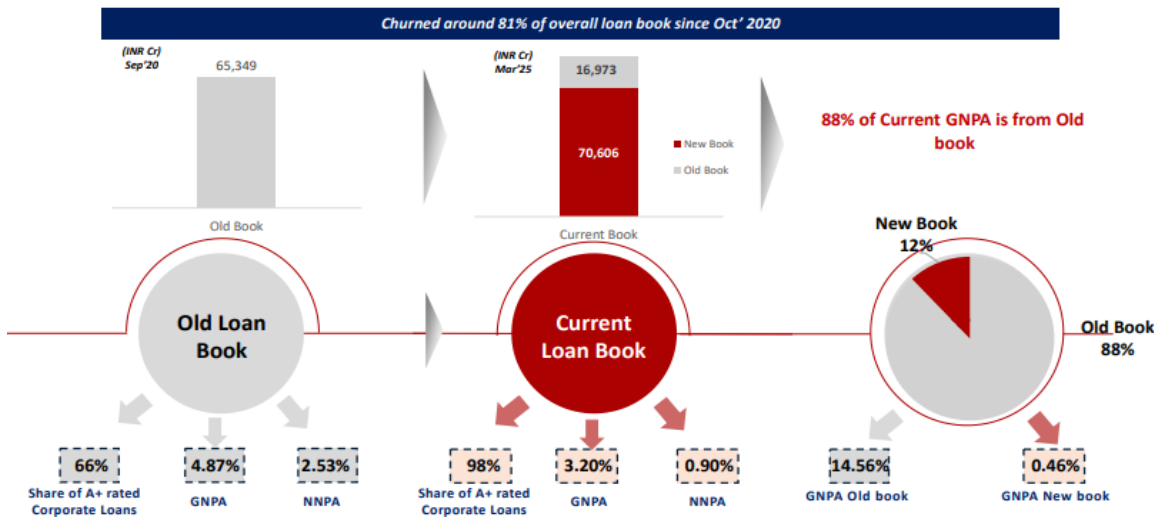 Churned around 81% of overall loan book since Oct’ 2020
(INR Cr)
Sep’20
65,349
Old Book
(INR Cr)
Mar’25
16,973
70,606
New Book
Old Book
Current Book
88% of Current GNPA is from Old
book
Old Loan
Book
66%
Share of A+ rated
Corporate Loans
4.87%
GNPA
2.53%
NNPA
Current
Loan Book
98%
Share of A+ rated
Corporate Loans
3.20%
GNPA
0.90%
NNPA
New Book
12%
Old Book
88%
14.56%
GNPA Old book
0.46%
GNPA New book